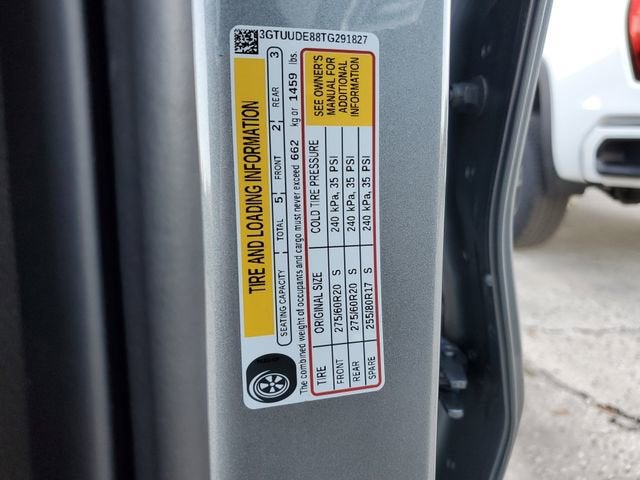 3GTUUDE88TG291827
TIRE AND LOADING INFORMATION
SEATING CAPACITY TOTAL 5 FRONT 2 REAR 3
The combined weight of occupants and cargo must never exceed 662 kg or 1459 lbs.
TIRE ORIGINAL SIZE COLD TIRE PRESSURE
FRONT 275/60R20 S 240 kPa, 35 PSI
REAR 275/60R20 S 240 kPa, 35 PSI
SPARE 255/80R17 S 240 kPa, 35 PSI
SEE OWNER'S
MANUAL FOR
ADDITIONAL
INFORMATION